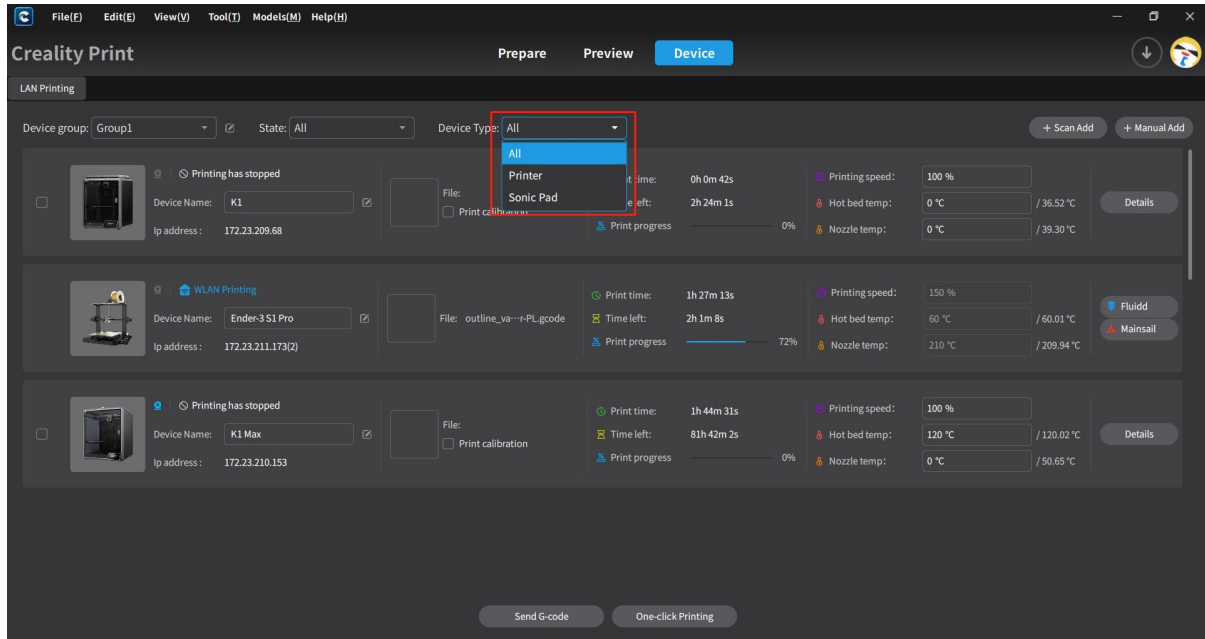 File(F) Edit(E) View(V) Tool(T) Models(M) Help(H)
Creality Print
Prepare Preview Device
LAN Printing
Device group: Group1 State: All Device Type: All + Scan Add + Manual Add
All
Printer
Sonic Pad
Printing has stopped
Device Name: K1
Ip address : 172.23.209.68
File:
Print calibration
0h 0m 42s
2h 24m 1s
Print progress 0%
Printing speed: 100 %
Hot bed temp: 0 °C / 36.52 °C
Nozzle temp: 0 °C / 39.30 °C
Details
WLAN Printing
Device Name: Ender-3 S1 Pro
Ip address : 172.23.211.173(2)
File: outline_va···r-PL.gcode
Print time: 1h 27m 13s
Time left: 2h 1m 8s
Print progress 72%
Printing speed: 150 %
Hot bed temp: 60 °C / 60.01 °C
Nozzle temp: 210 °C / 209.94 °C
Fluidd
Mainsail
Printing has stopped
Device Name: K1 Max
Ip address : 172.23.210.153
File:
Print calibration
Print time: 1h 44m 31s
Time left: 81h 42m 2s
Print progress 0%
Printing speed: 100 %
Hot bed temp: 120 °C / 120.02 °C
Nozzle temp: 0 °C / 50.65 °C
Details
Send G-code One-click Printing